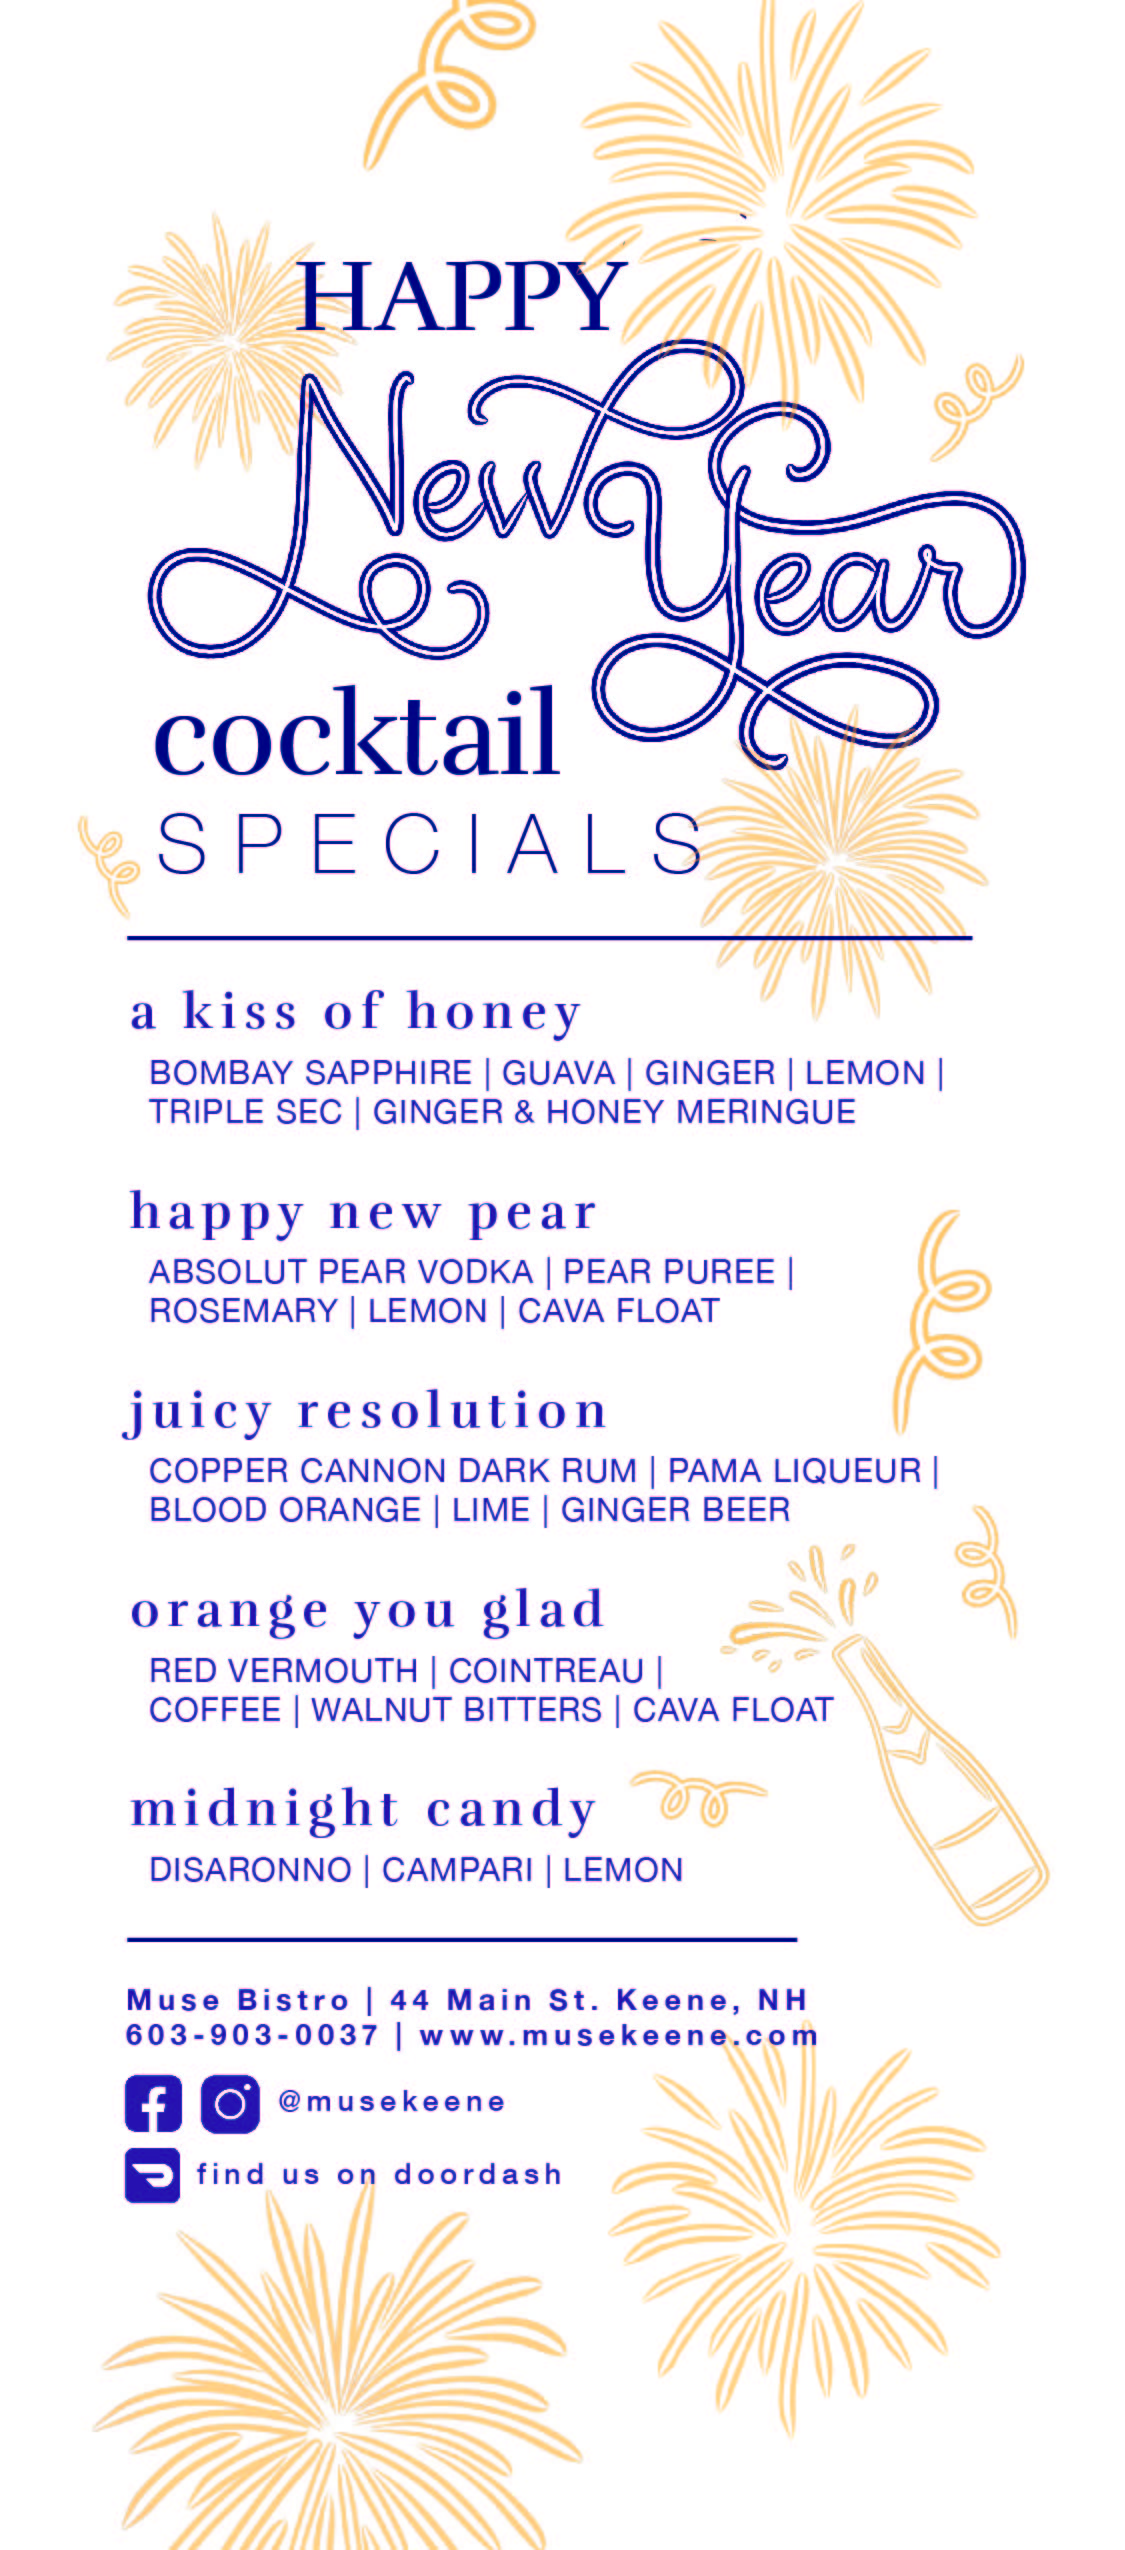 HAPPY
New Year
cocktail
SPECIALS
a kiss of honey
BOMBAY SAPPHIRE | GUAVA | GINGER | LEMON |
TRIPLE SEC | GINGER & HONEY MERINGUE
happy new pear
ABSOLUT PEAR VODKA | PEAR PUREE |
ROSEMARY | LEMON | CAVA FLOAT
juicy resolution
COPPER CANNON DARK RUM | PAMA LIQUEUR |
BLOOD ORANGE | LIME | GINGER BEER
orange you glad
RED VERMOUTH | COINTREAU |
COFFEE | WALNUT BITTERS | CAVA FLOAT
midnight candy
DISARONNO | CAMPARI | LEMON
Muse Bistro | 44 Main St. Keene, NH
603-903-0037 | www.musekeene.com
@musekeene
find us on doordash